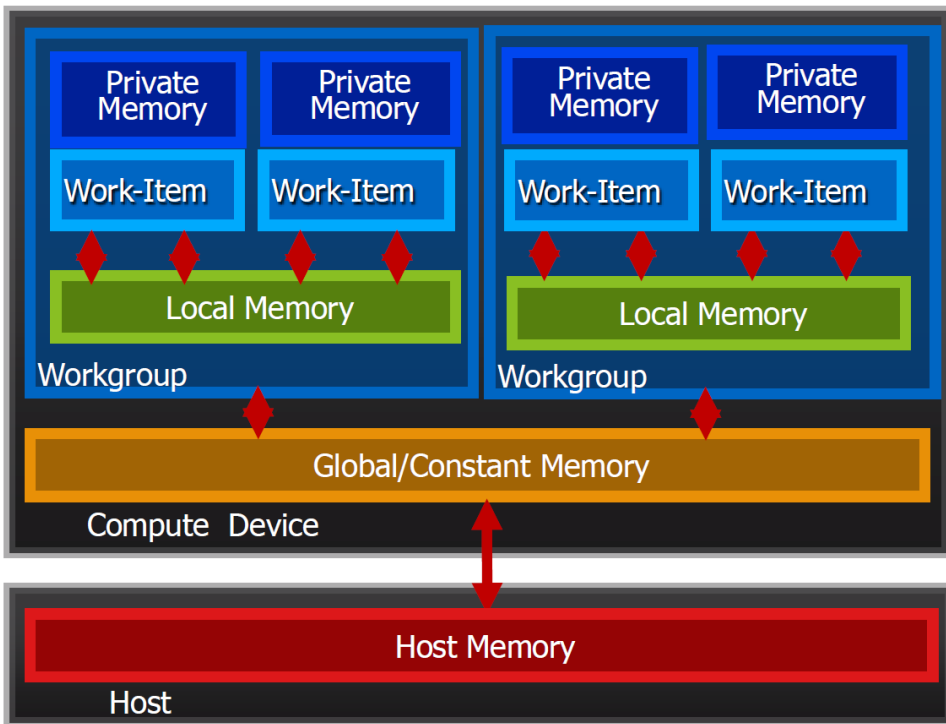 Private
Memory
Private
Memory
Private
Memory
Private
Memory
Work-Item
Work-Item
Work-Item
Work-Item
Local Memory
Local Memory
Workgroup
Workgroup
Global/Constant Memory
Compute Device
Host Memory
Host